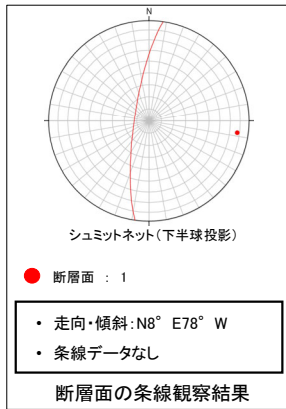 N
シュミットネット(下半球投影)
断層面 : 1
・ 走向・傾斜:N8° E78° W
・ 条線データなし
断層面の条線観察結果